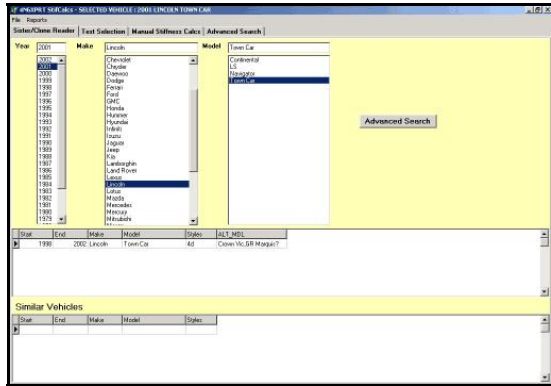 4N6XPRT StifCalcs - SELECTED VEHICLE : 2001 LINCOLN TOWN CAR
File Reports
Sister/Clone Reader Test Selection Manual Stiffness Calcs Advanced Search
Year 2001 Make Lincoln Model Town Car
2002
2001
2000
1999
1998
1997
1996
1995
1994
1993
1992
1991
1990
1989
1988
1987
1986
1985
1984
1983
1982
1981
1980
1979
Chevrolet
Chrysler
Daewoo
Dodge
Ferrari
Ford
GMC
Honda
Hummer
Hyundai
Infiniti
Isuzu
Jaguar
Jeep
Kia
Lamborghin
Land Rover
Lexus
Lincoln
Lotus
Mazda
Mercedes
Mercury
Mitsubishi
Continental
LS
Navigator
Town Car
Advanced Search
Start End Make Model Styles ALT_MDL
1998 2002 Lincoln Town Car 4d Crown Vic,GR Marquis?
Similar Vehicles
Start End Make Model Styles